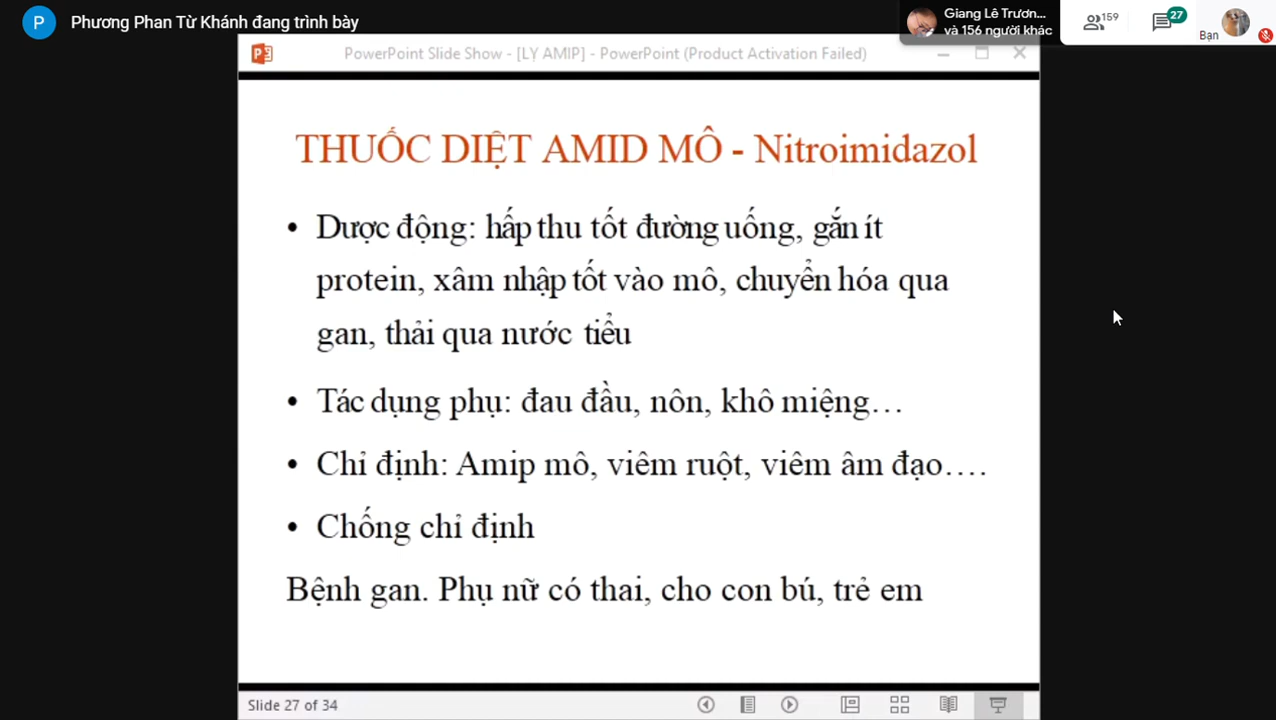 P
Phương Phan Từ Khánh đang trình bày
Giang Lê Trươn...
và 156 người khác
159
27
Bạn
PowerPoint Slide Show - [LỴ AMIP] - PowerPoint (Product Activation Failed)
THUỐC DIỆT AMID MÔ - Nitroimidazol
• Dược động: hấp thu tốt đường uống, gắn ít
protein, xâm nhập tốt vào mô, chuyển hóa qua
gan, thải qua nước tiểu
• Tác dụng phụ: đau đầu, nôn, khô miệng…
• Chỉ định: Amip mô, viêm ruột, viêm âm đạo….
• Chống chỉ định
Bệnh gan. Phụ nữ có thai, cho con bú, trẻ em
Slide 27 of 34